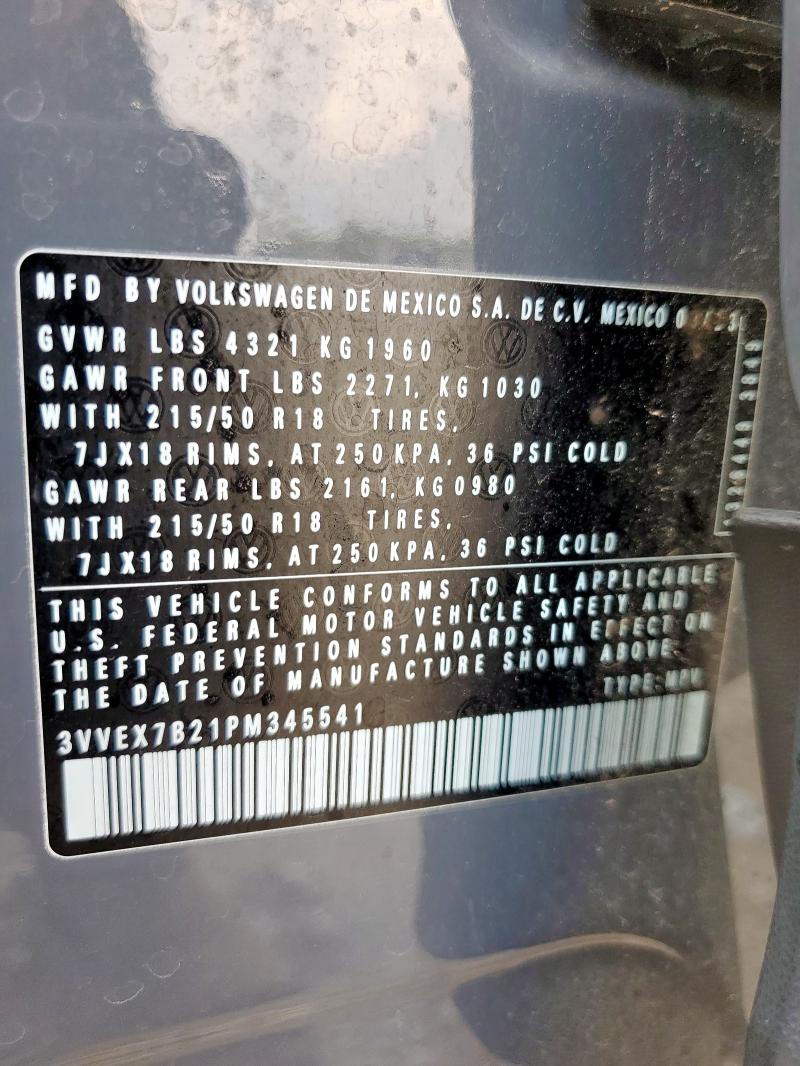 MFD BY VOLKSWAGEN DE MEXICO S.A. DE C.V. MEXICO
GVWR LBS 4321 KG 1960
GAWR FRONT LBS 2271, KG 1030
WITH 215/50 R18 TIRES,
7JX18 RIMS, AT 250 KPA, 36 PSI COLD
GAWR REAR LBS 2161, KG 0980
WITH 215/50 R18 TIRES,
7JX18 RIMS, AT 250 KPA, 36 PSI COLD
THIS VEHICLE CONFORMS TO ALL APPLICABLE
U.S. FEDERAL MOTOR VEHICLE SAFETY AND
THEFT PREVENTION STANDARDS IN EFFECT ON
THE DATE OF MANUFACTURE SHOWN ABOVE.
TYPE:MPV
3VVEX7B21PM345541